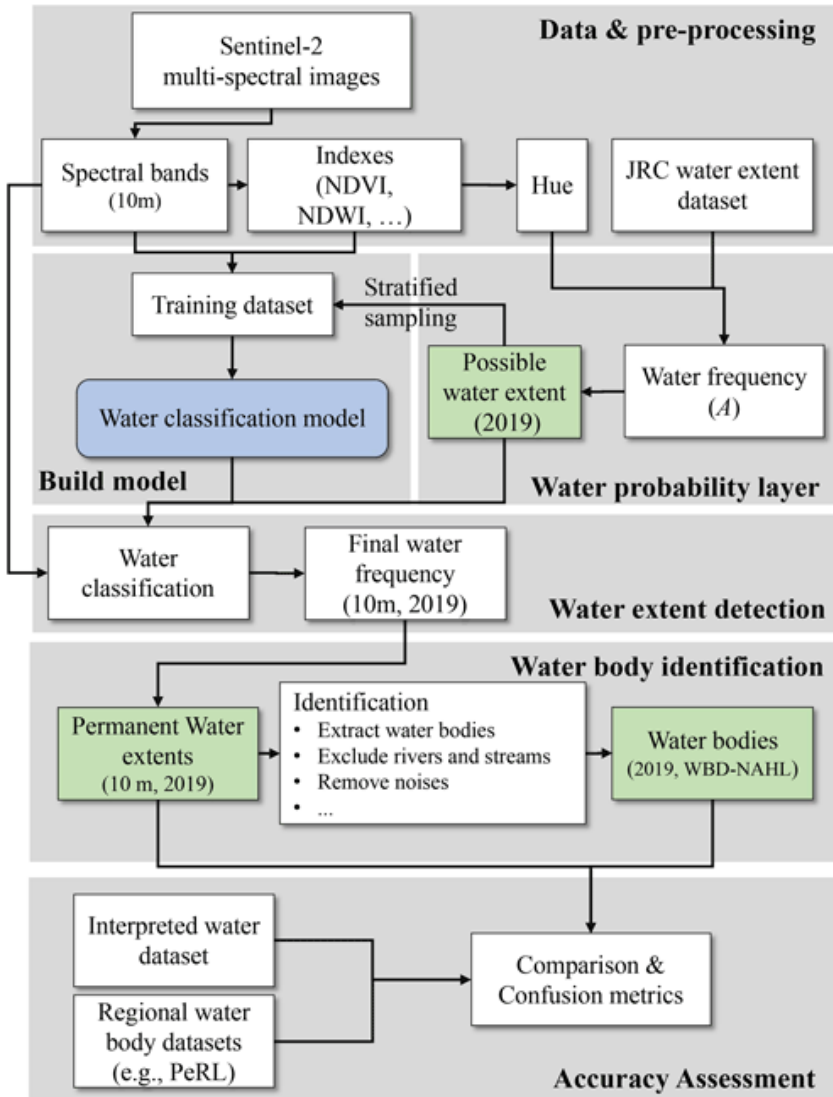 Data & pre-processing
Sentinel-2
multi-spectral images
Spectral bands
(10m)
Indexes
(NDVI,
NDWI, …)
Hue
JRC water extent
dataset
Training dataset
Stratified
sampling
Possible
water extent
(2019)
Water frequency
(A)
Water classification model
Build model
Water probability layer
Water
classification
Final water
frequency
(10m, 2019)
Water extent detection
Water body identification
Permanent Water
extents
(10 m, 2019)
Identification
• Extract water bodies
• Exclude rivers and streams
• Remove noises
• ...
Water bodies
(2019, WBD-NAHL)
Interpreted water
dataset
Regional water
body datasets
(e.g., PeRL)
Comparison &
Confusion metrics
Accuracy Assessment